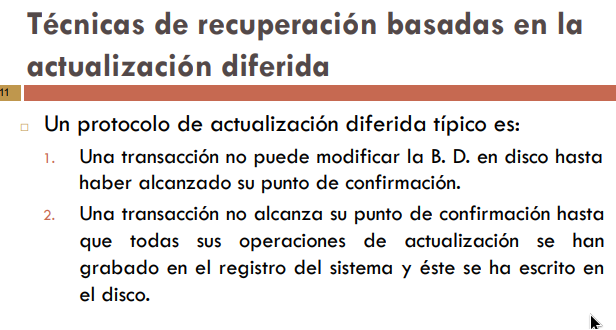 Técnicas de recuperación basadas en la
actualización diferida
11
Un protocolo de actualización diferida típico es:
1. Una transacción no puede modificar la B. D. en disco hasta
haber alcanzado su punto de confirmación.
2. Una transacción no alcanza su punto de confirmación hasta
que todas sus operaciones de actualización se han
grabado en el registro del sistema y éste se ha escrito en
el disco.